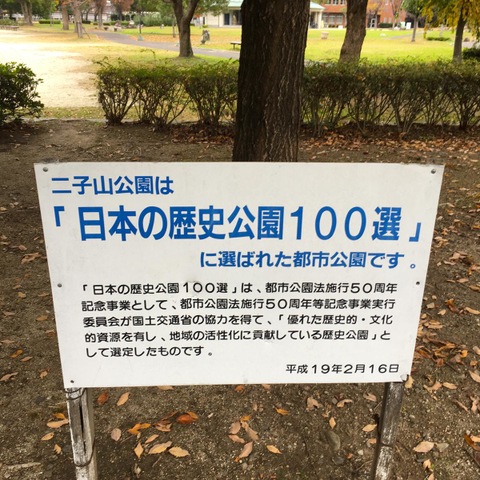 二子山公園は
「日本の歴史公園１００選」
に選ばれた都市公園です。
「日本の歴史公園１００選」は、都市公園法施行５０周年
記念事業として、都市公園法施行５０周年等記念事業実行
委員会が国土交通省の協力を得て、「優れた歴史的・文化
的資源を有し、地域の活性化に貢献している歴史公園」と
して選定したものです。
平成１９年２月１６日